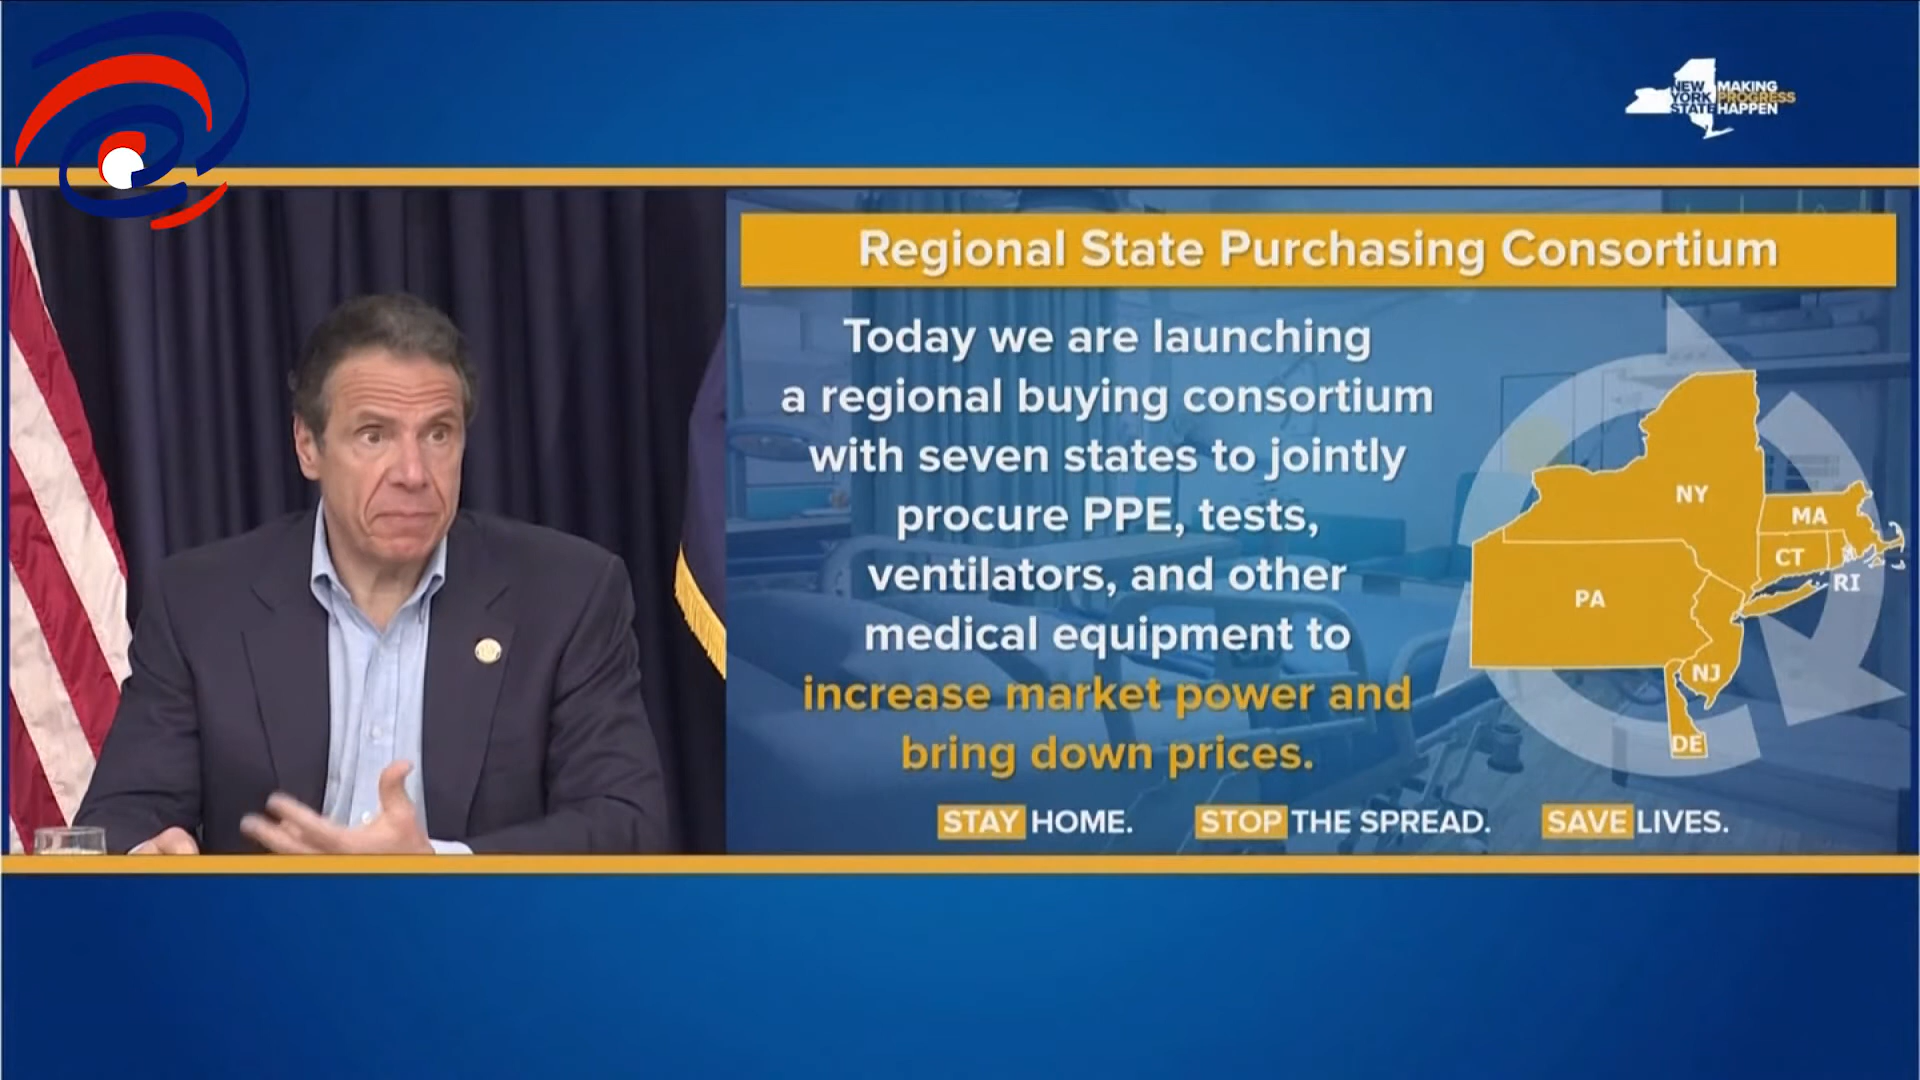 NEW
YORK
STATE
MAKING
PROGRESS
HAPPEN
Regional State Purchasing Consortium
Today we are launching
a regional buying consortium
with seven states to jointly
procure PPE, tests,
ventilators, and other
medical equipment to
increase market power and
bring down prices.
NY
MA
CT
RI
PA
NJ
DE
STAY HOME. STOP THE SPREAD. SAVE LIVES.